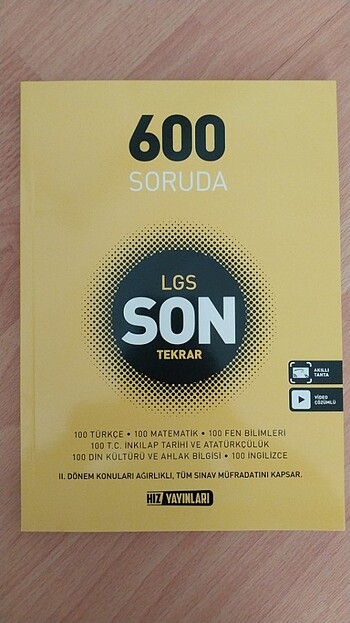 600
SORUDA
LGS
SON
TEKRAR
AKILLI
TAHTA
VİDEO
ÇÖZÜMLÜ
100 TÜRKÇE • 100 MATEMATİK • 100 FEN BİLİMLERİ
100 T.C. İNKILAP TARİHİ VE ATATÜRKÇÜLÜK
100 DİN KÜLTÜRÜ VE AHLAK BİLGİSİ • 100 İNGİLİZCE
II. DÖNEM KONULARI AĞIRLIKLI, TÜM SINAV MÜFREDATINI KAPSAR.
HIZ YAYINLARI